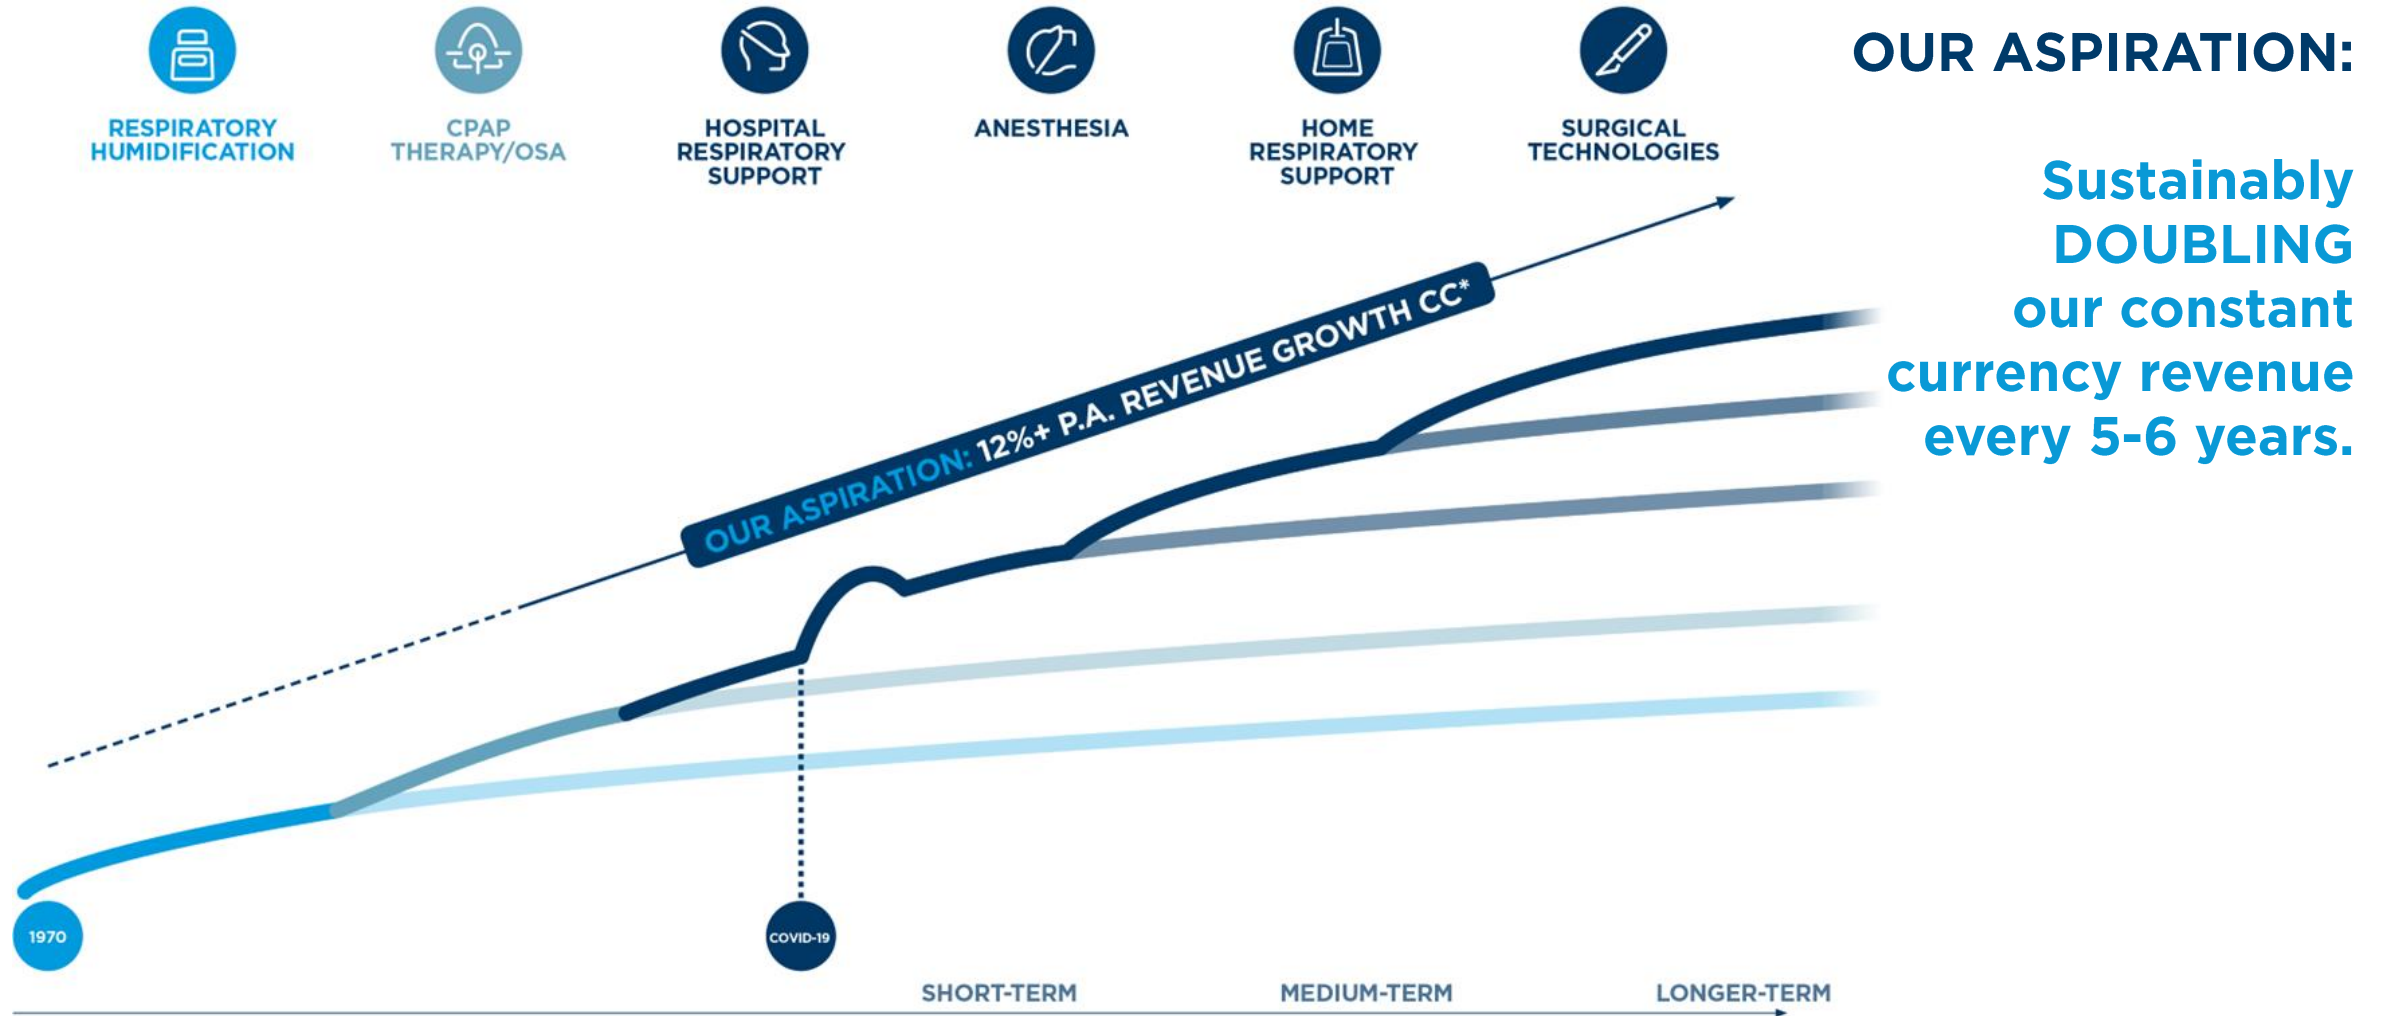 RESPIRATORY
HUMIDIFICATION
CPAP
THERAPY/OSA
HOSPITAL
RESPIRATORY
SUPPORT
ANESTHESIA
HOME
RESPIRATORY
SUPPORT
SURGICAL
TECHNOLOGIES
OUR ASPIRATION:
Sustainably
DOUBLING
our constant
currency revenue
every 5-6 years.
OUR ASPIRATION: 12%+ P.A. REVENUE GROWTH CC*
1970
COVID-19
SHORT-TERM
MEDIUM-TERM
LONGER-TERM